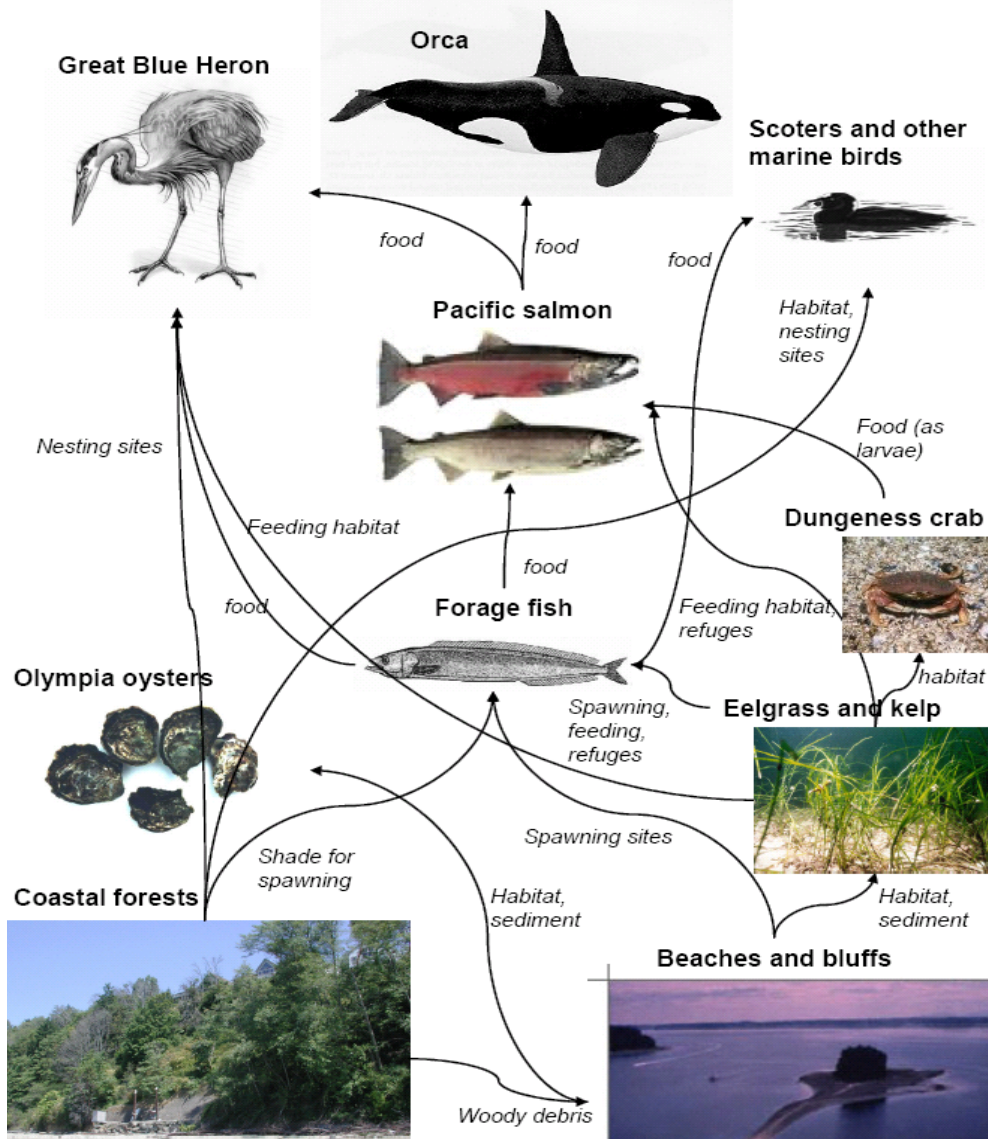 Orca
Great Blue Heron
Scoters and other
marine birds
food
food
food
Pacific salmon
Habitat,
nesting
sites
Nesting sites
Food (as
larvae)
Feeding habitat
Dungeness crab
food
food
Forage fish
Feeding habitat,
refuges
Olympia oysters
habitat
Spawning,
feeding,
refuges
Eelgrass and kelp
Shade for
spawning
Spawning sites
Coastal forests
Habitat,
sediment
Habitat,
sediment
Beaches and bluffs
Woody debris